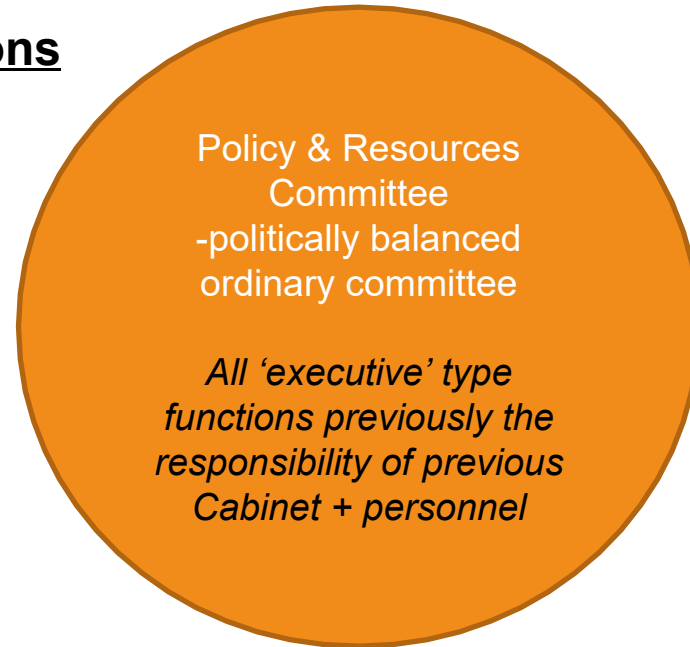 ons
Policy & Resources
Committee
-politically balanced
ordinary committee
All ‘executive’ type
functions previously the
responsibility of previous
Cabinet + personnel